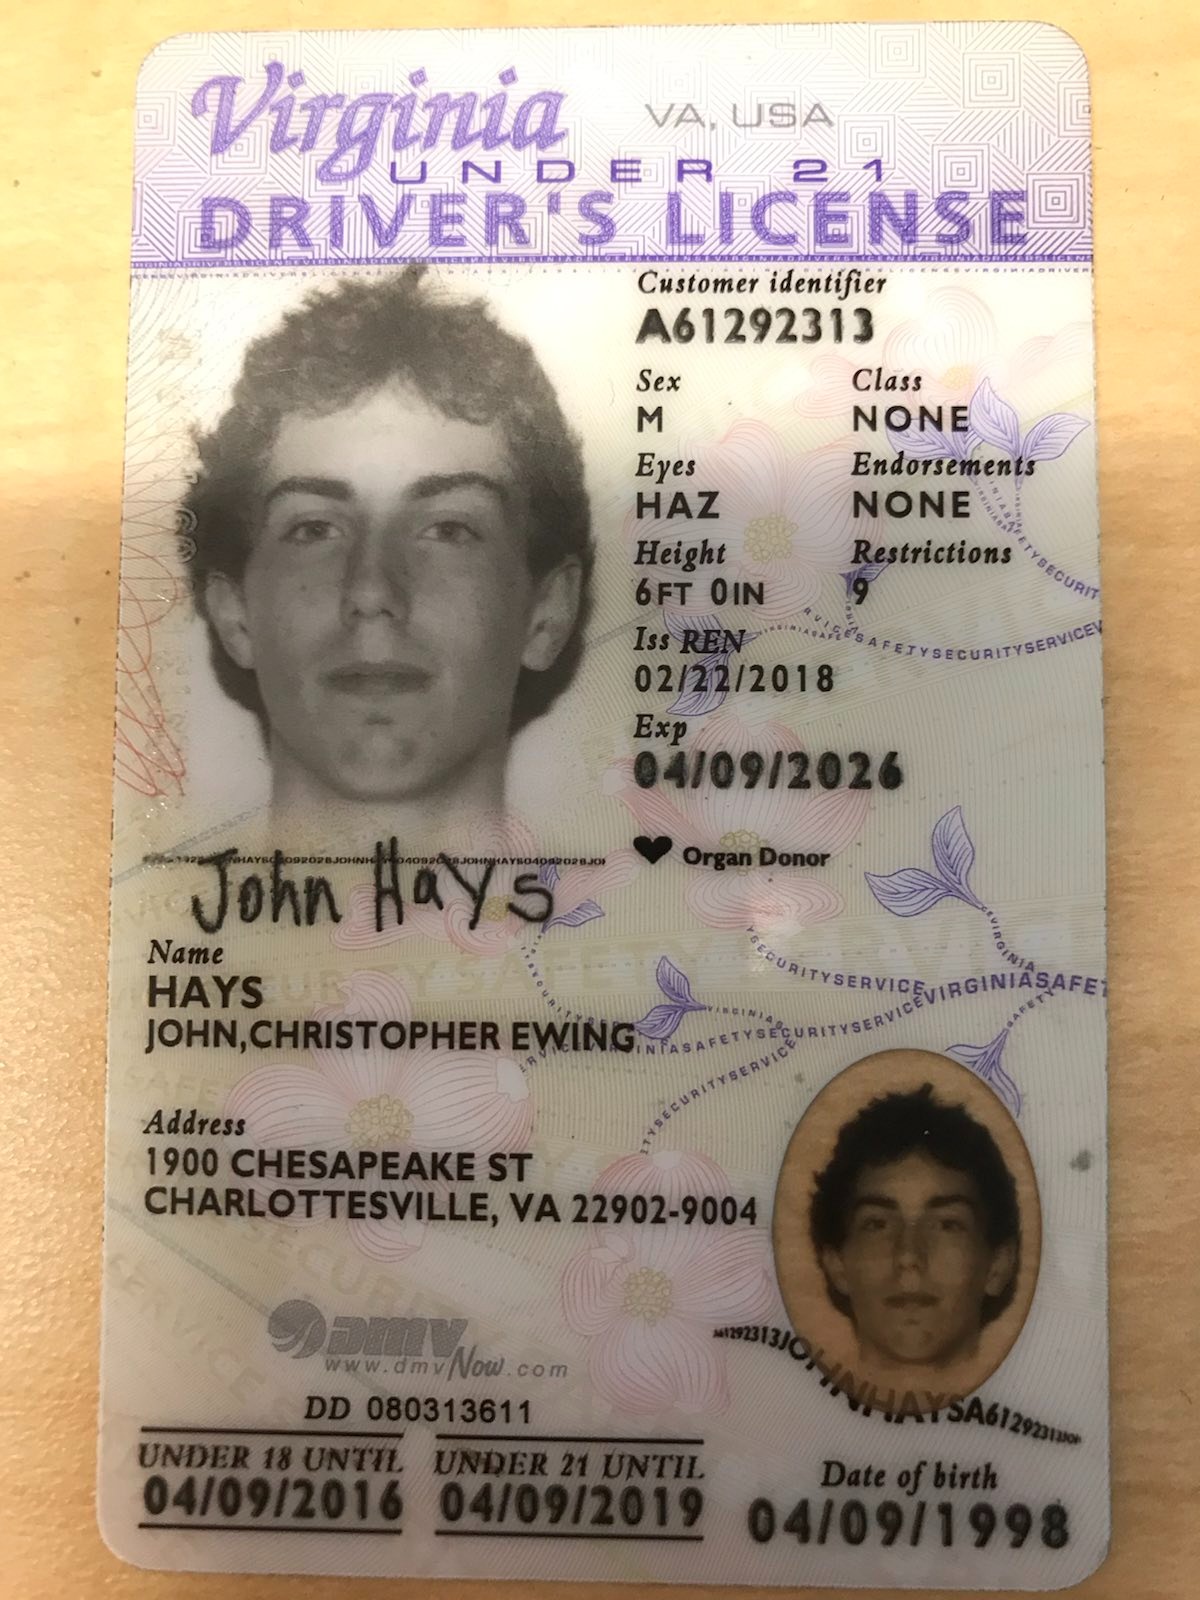 Virginia
VA, USA
UNDER 21
DRIVER'S LICENSE
Customer identifier
A61292313
Sex Class
M NONE
Eyes Endorsements
HAZ NONE
Height Restrictions
6FT 0IN 9
Iss REN
02/22/2018
Exp
04/09/2026
Organ Donor
John Hays
Name
HAYS
JOHN,CHRISTOPHER EWING
Address
1900 CHESAPEAKE ST
CHARLOTTESVILLE, VA 22902-9004
SECURITYSERVICEVIRGINIASAFE
A61292313JOHNHAYSA61292313JOH
dmv
www.dmvNow.com
DD 080313611
UNDER 18 UNTIL UNDER 21 UNTIL
04/09/2016 04/09/2019
Date of birth
04/09/1998